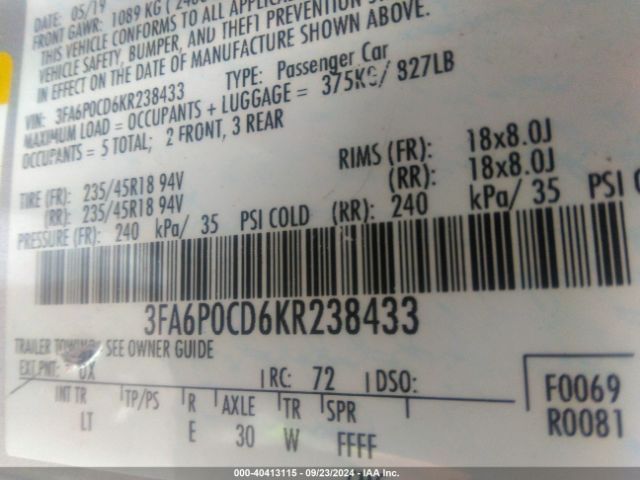 DATE: 05/19
FRONT GAWR: 1089 KG
THIS VEHICLE CONFORMS TO ALL
VEHICLE SAFETY, BUMPER, AND THEFT PREVENTION
IN EFFECT ON THE DATE OF MANUFACTURE SHOWN ABOVE.
VIN: 3FA6P0CD6KR238433 TYPE: Passenger Car
MAXIMUM LOAD = OCCUPANTS + LUGGAGE = 375KG/ 827LB
OCCUPANTS = 5 TOTAL; 2 FRONT, 3 REAR
TIRE (FR): 235/45R18 94V RIMS (FR): 18x8.0J
(RR): 235/45R18 94V (RR): 18x8.0J
PRESSURE (FR): 240 kPa/ 35 PSI COLD (RR): 240 kPa/ 35 PSI
3FA6P0CD6KR238433
TRAILER TOWING - SEE OWNER GUIDE
EXT PNT: UX RC: 72 DSO:
INT TR TP/PS R AXLE TR SPR
LT E 30 W FFFF
F0069
R0081
000-40413115 - 09/23/2024 - IAA Inc.